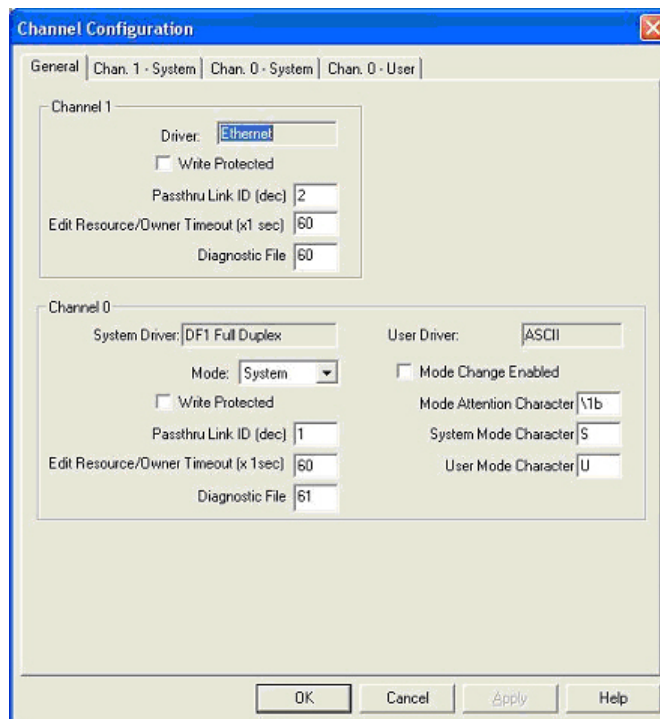 Channel Configuration
General Chan. 1 - System Chan. 0 - System Chan. 0 - User
Channel 1
Driver: Ethernet
Write Protected
Passthru Link ID (dec) 2
Edit Resource/Owner Timeout (x1 sec) 60
Diagnostic File 60
Channel 0
System Driver: DF1 Full Duplex User Driver: ASCII
Mode: System Mode Change Enabled
Write Protected Mode Attention Character \1b
Passthru Link ID (dec) 1 System Mode Character S
Edit Resource/Owner Timeout (x 1sec) 60 User Mode Character U
Diagnostic File 61
OK Cancel Apply Help